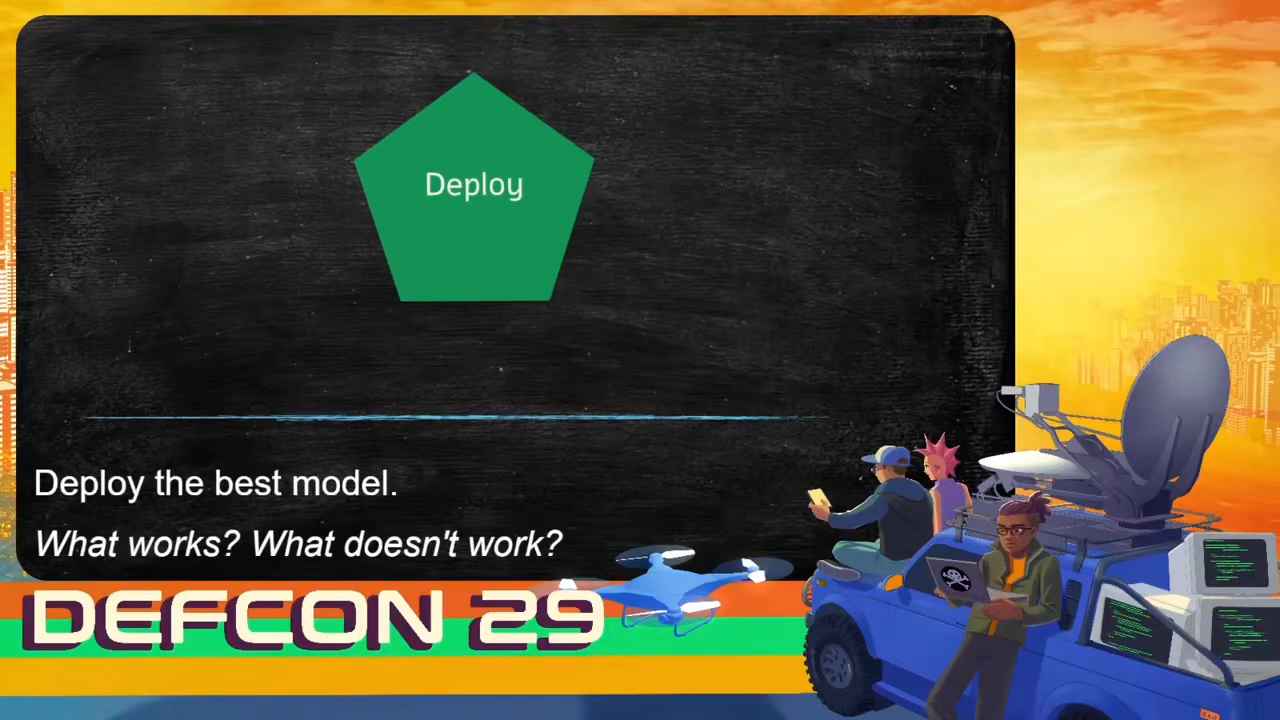 Deploy
Deploy the best model.
What works? What doesn't work?
DEFCON 29